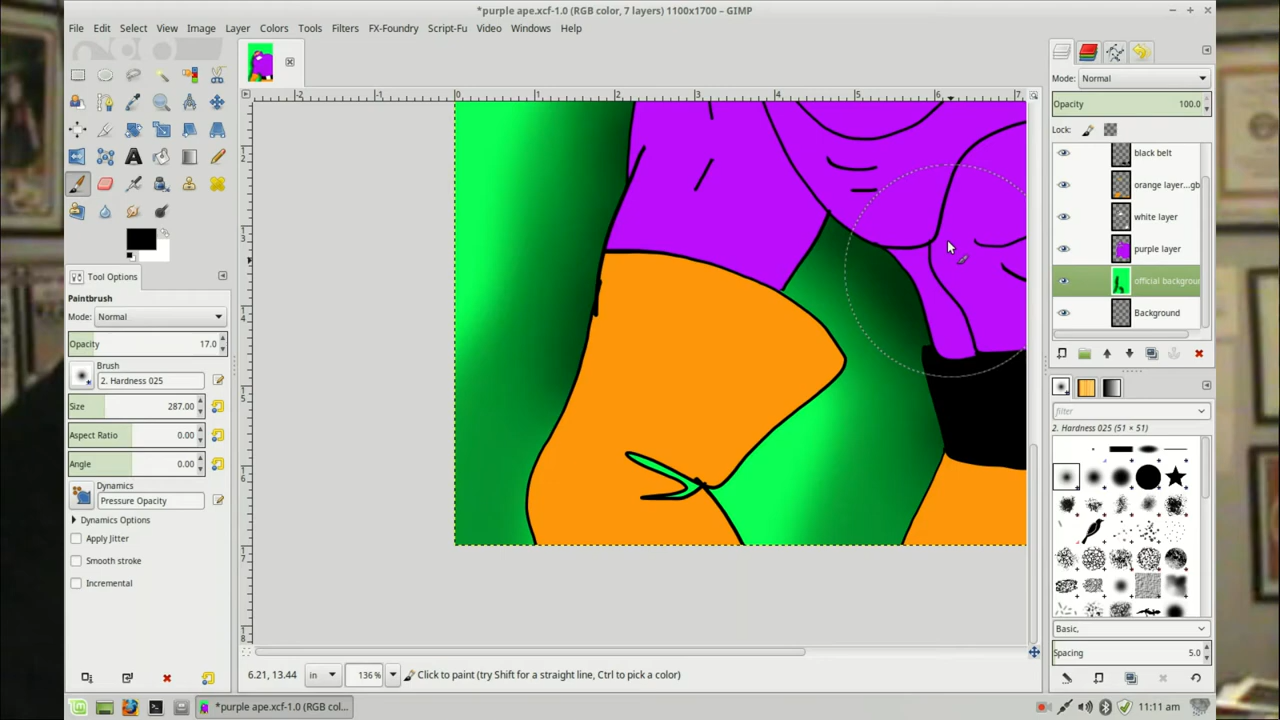 *purple ape.xcf-1.0 (RGB color, 7 layers) 1100x1700 – GIMP
File Edit Select View Image Layer Colors Tools Filters FX-Foundry Script-Fu Video Windows Help
Mode: Normal
Opacity 100.0
Lock:
black belt
orange layer...gb
white layer
purple layer
official backgrour
Background
Tool Options
Paintbrush
Mode: Normal
Opacity 17.0
Brush
2. Hardness 025
Size 287.00
Aspect Ratio 0.00
Angle 0.00
Dynamics
Pressure Opacity
Dynamics Options
Apply Jitter
Smooth stroke
Incremental
filter
2. Hardness 025 (51 × 51)
Basic,
Spacing 5.0
6.21, 13.44 in 136% Click to paint (try Shift for a straight line, Ctrl to pick a color)
*purple ape.xcf-1.0 (RGB col...
11:11 am